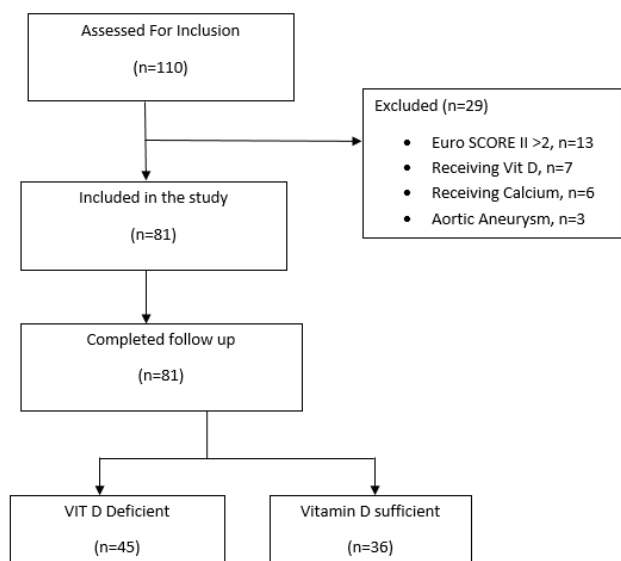 Assessed For Inclusion
(n=110)
Excluded (n=29)
• Euro SCORE II >2, n=13
• Receiving Vit D, n=7
• Receiving Calcium, n=6
• Aortic Aneurysm, n=3
Included in the study
(n=81)
Completed follow up
(n=81)
VIT D Deficient
(n=45)
Vitamin D sufficient
(n=36)